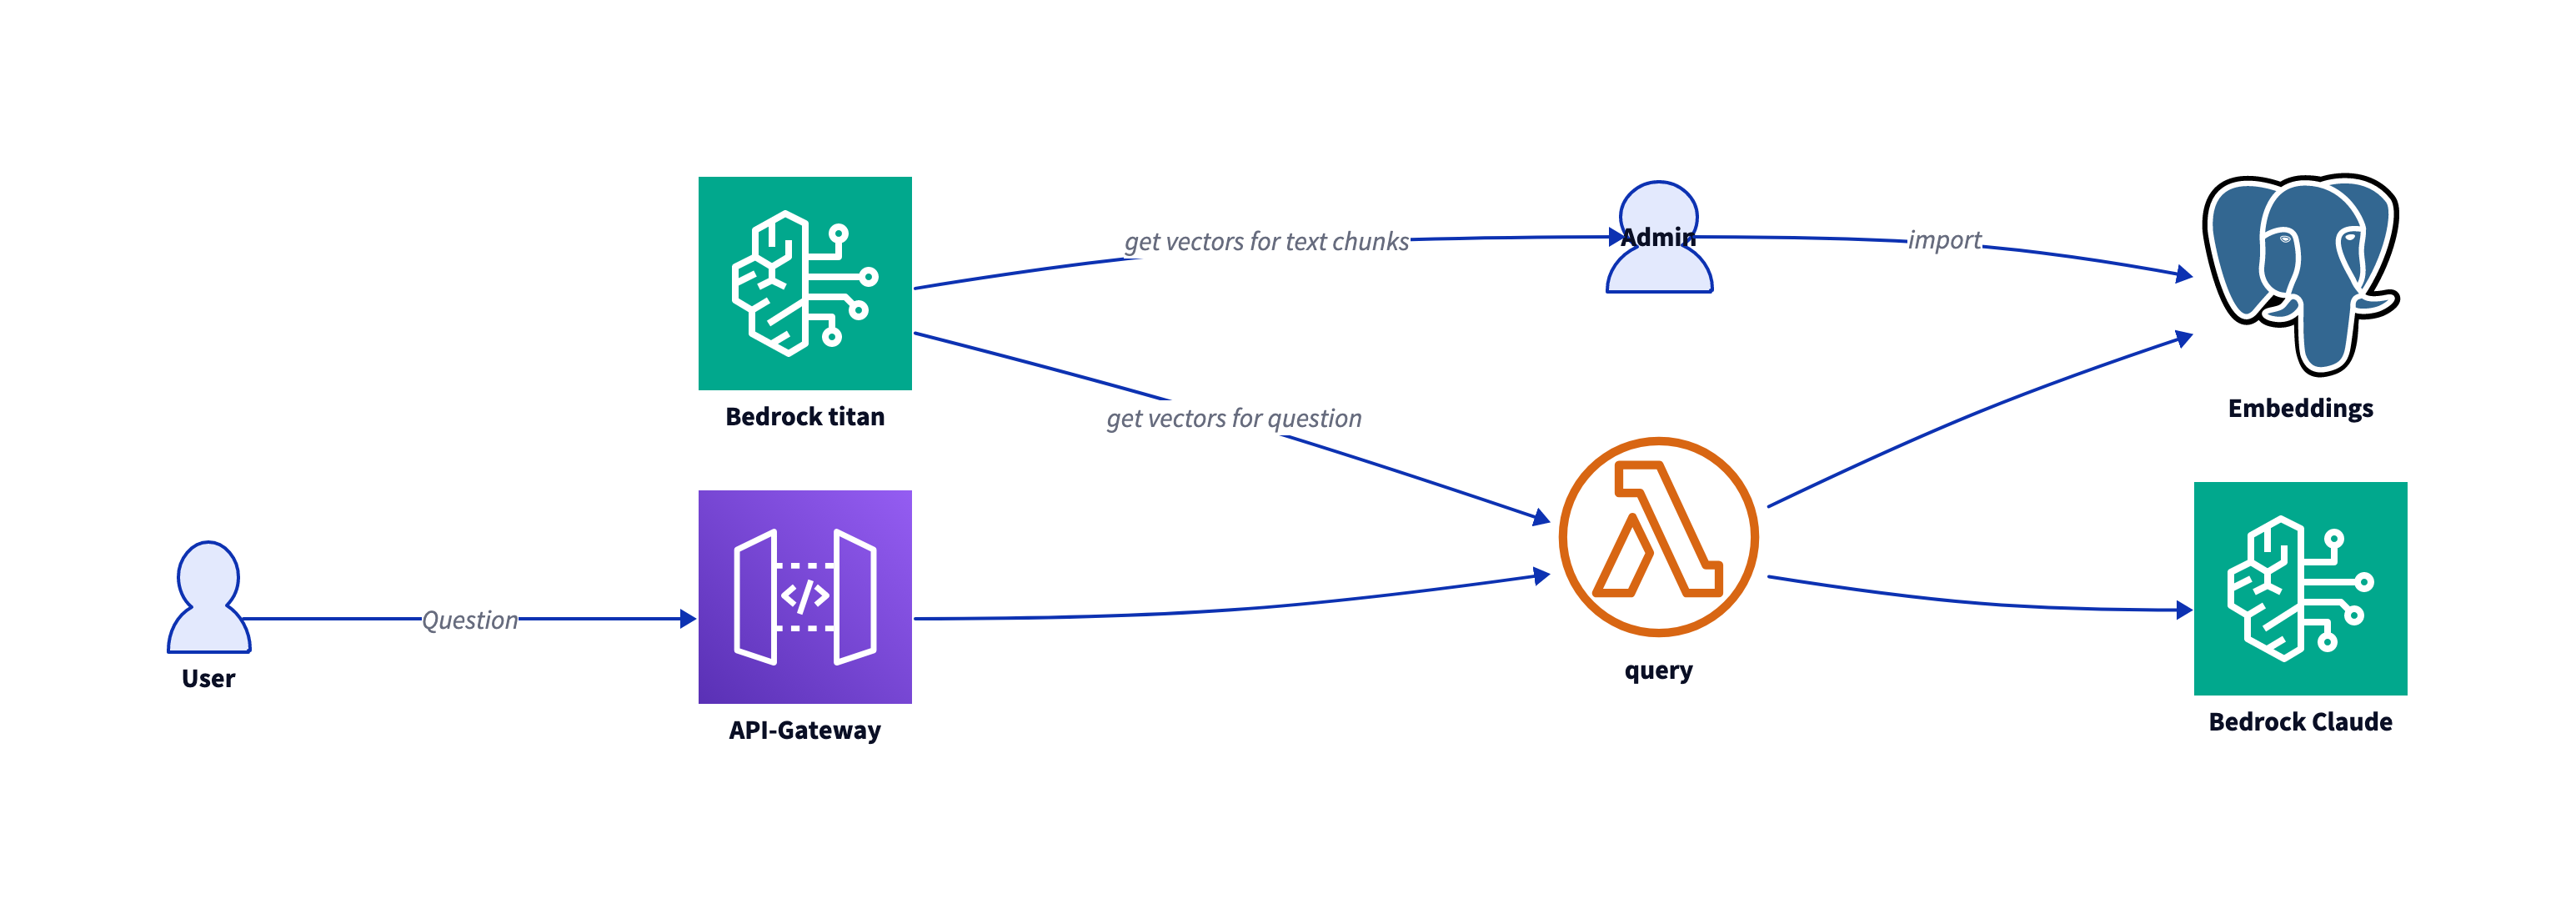 get vectors for text chunks
Admin
import
Bedrock titan
get vectors for question
Embeddings
Question
User
API-Gateway
</>
query
Bedrock Claude